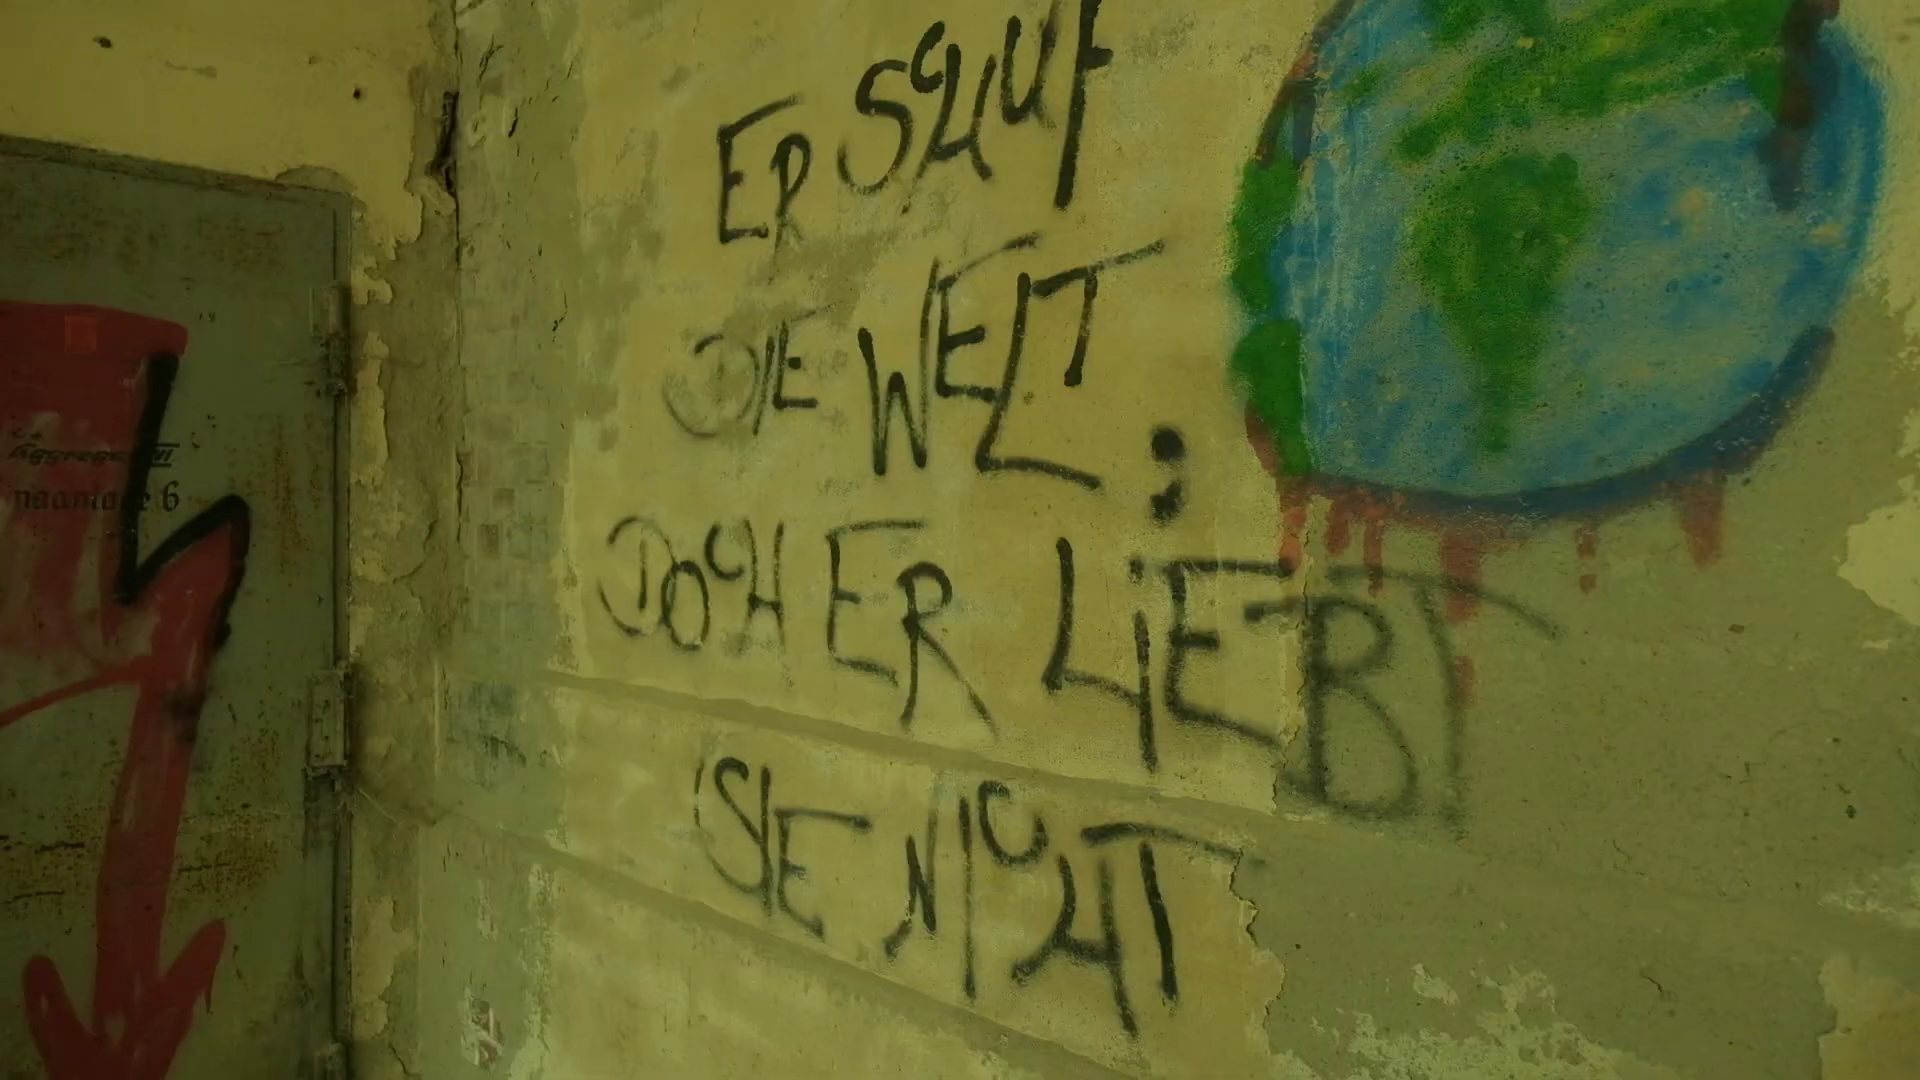 ER SCHUF
DIE WELT;
DOCH ER LIEBT
SIE NICHT